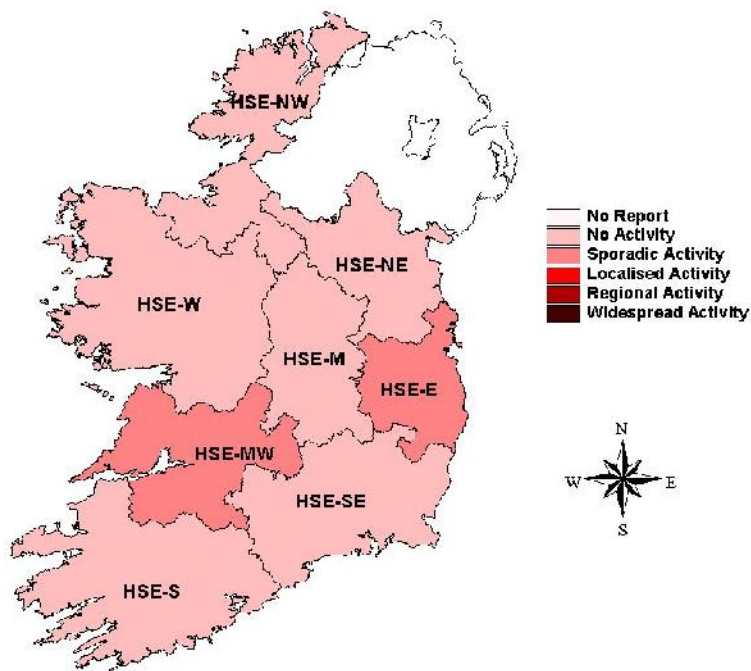 HSE-NW
HSE-NE
HSE-W
HSE-M
HSE-E
HSE-MW
HSE-SE
HSE-S
No Report
No Activity
Sporadic Activity
Localised Activity
Regional Activity
Widespread Activity
N
W E
S